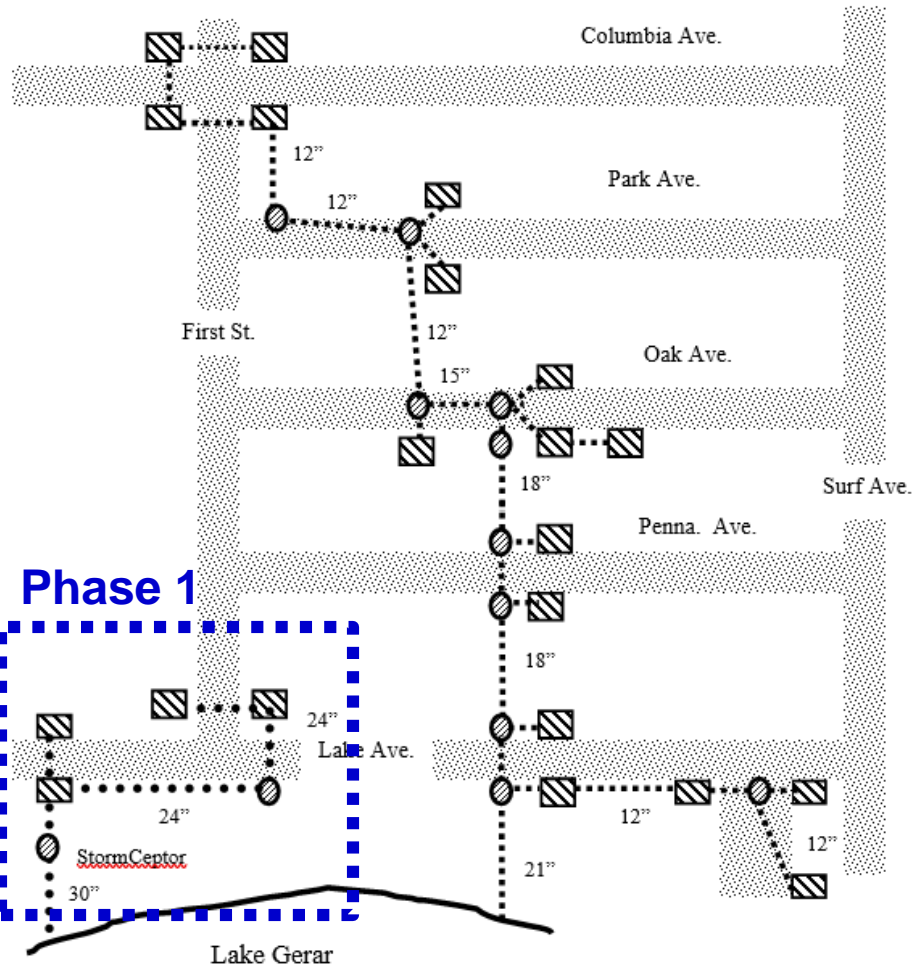 Columbia Ave.
12”
Park Ave.
12”
First St.
12”
Oak Ave.
15”
18”
Surf Ave.
Penna. Ave.
Phase 1
18”
24”
Lake Ave.
24”
12”
12”
StormCeptor
21”
30”
Lake Gerar